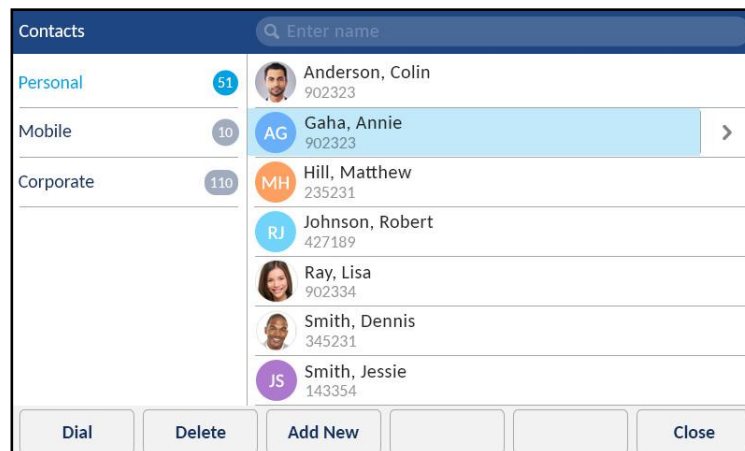 Contacts
Enter name
Personal 51
Mobile 10
Corporate 110
Anderson, Colin
902323
AG
Gaha, Annie
902323
MH
Hill, Matthew
235231
RJ
Johnson, Robert
427189
Ray, Lisa
902334
Smith, Dennis
345231
JS
Smith, Jessie
143354
Dial Delete Add New Close